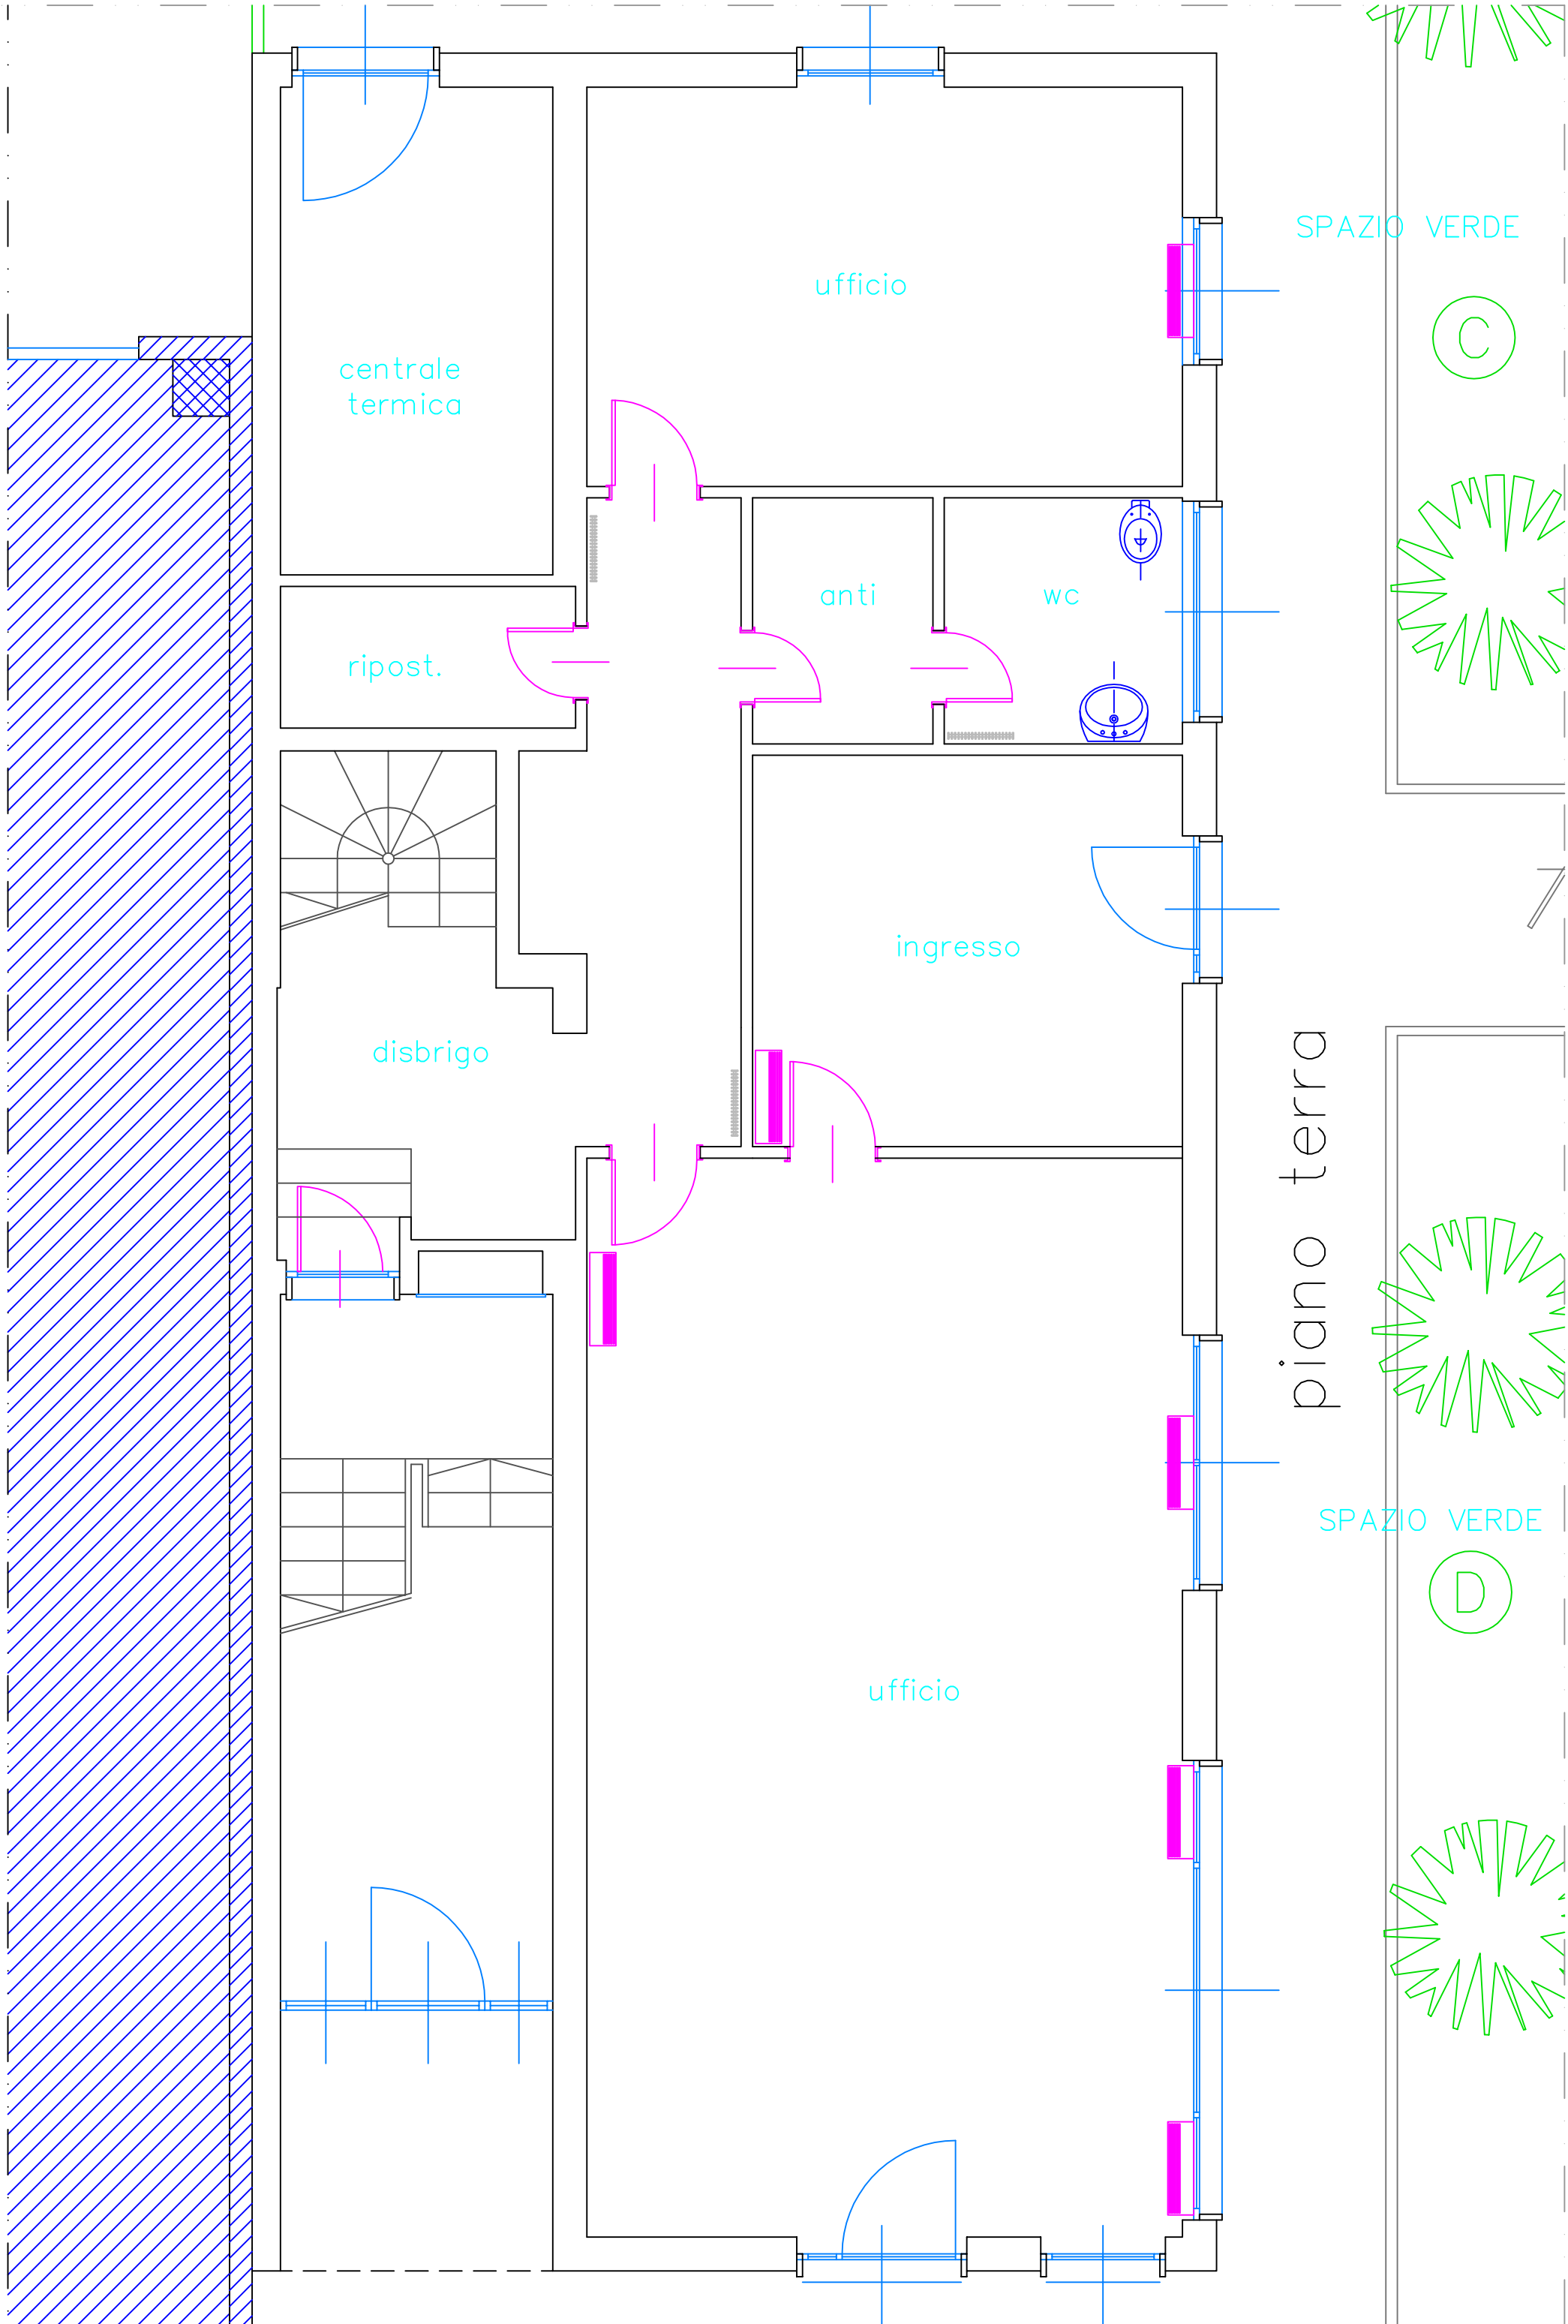 SPAZIO VERDE
ufficio
C
centrale
termica
anti
wc
ripost.
ingresso
disbrigo
piano terra
SPAZIO VERDE
D
ufficio